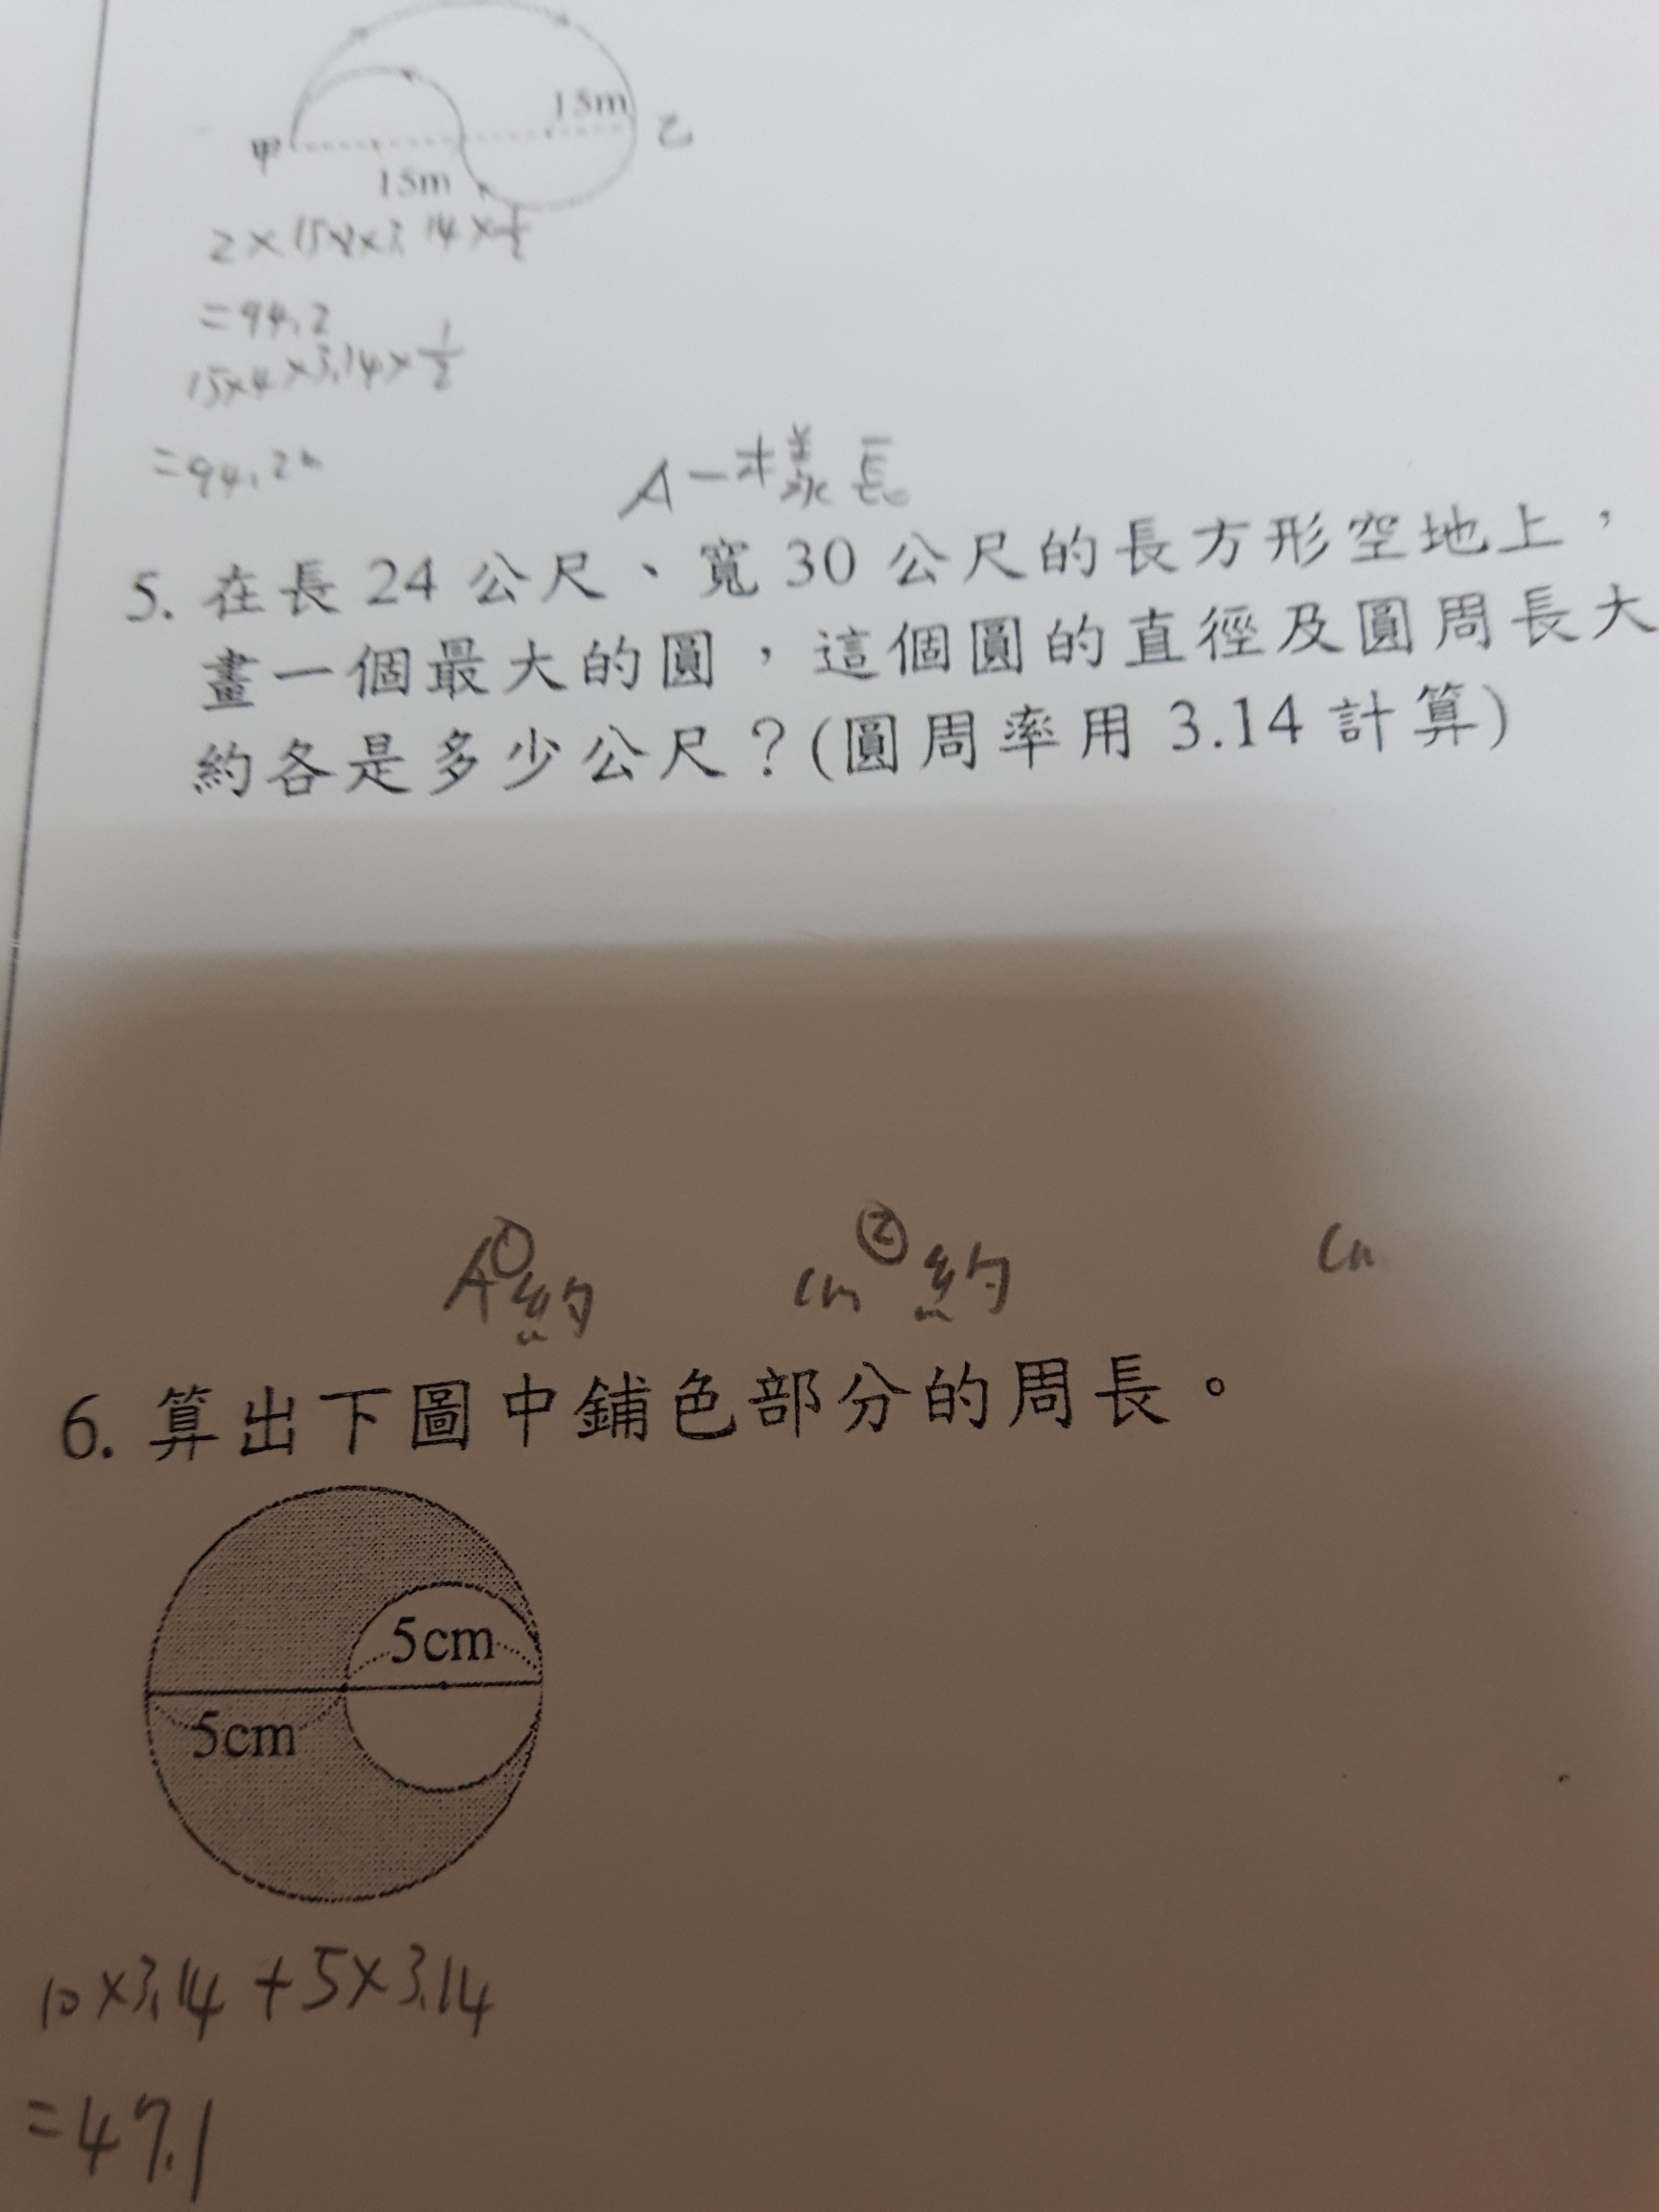 15m
甲
乙
15m
2×15×2×3.14×1/2
=94.2
15×4×3.14×1/2
=94.2
A一樣長
5. 在長 24 公尺、寬 30 公尺的長方形空地上，
畫一個最大的圓，這個圓的直徑及圓周長大
約各是多少公尺？(圓周率用 3.14 計算)
A①約 cm ②約 cm
6. 算出下圖中鋪色部分的周長。
5cm
5cm
10×3.14+5×3.14
=47.1